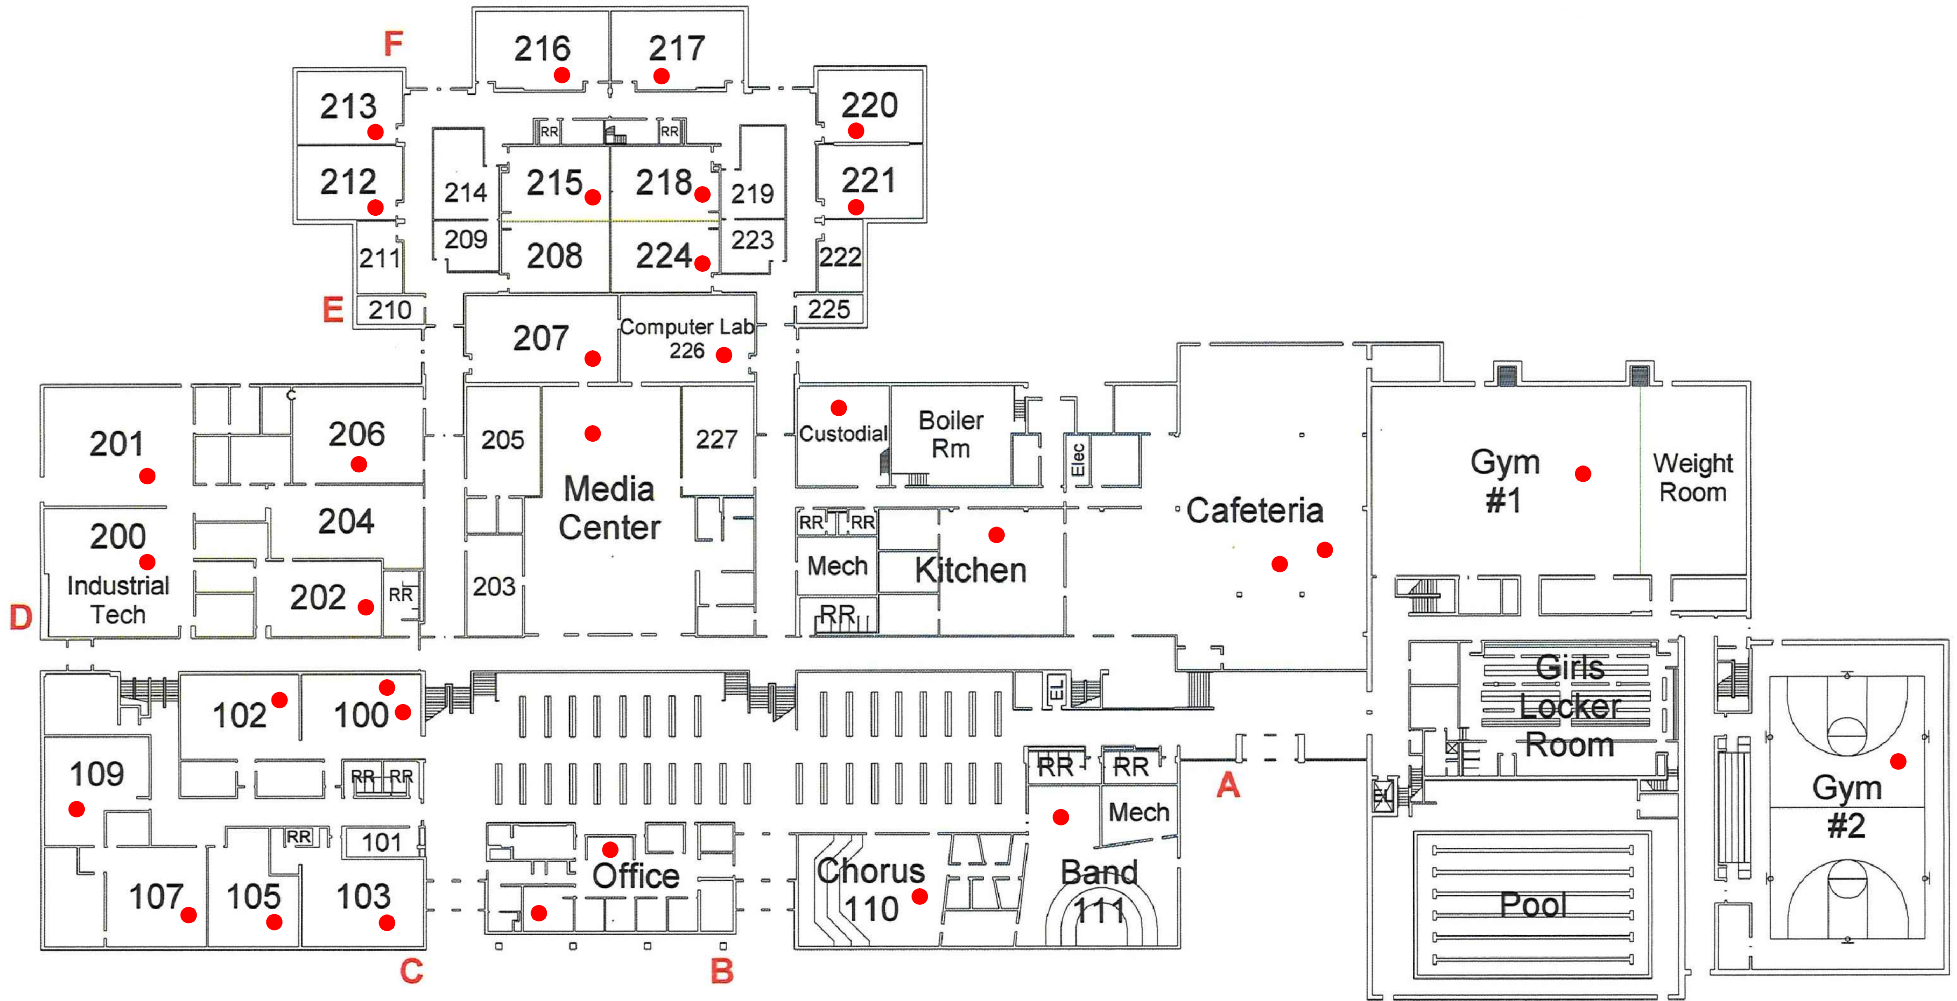 F
216
217
213
220
RR
RR
212
214
215
218
219
221
209
208
224
223
211
222
E
210
225
207
Computer Lab
226
C
201
206
205
227
Custodial
Boiler
Rm
Elec
Gym
#1
Weight
Room
Media
Center
Cafeteria
200
204
RR
RR
Industrial
Tech
203
Mech
Kitchen
D
202
RR
RR
102
100
EL
Girls
Locker
Room
109
RR
RR
RR
RR
A
Mech
EL
Gym
#2
RR
101
Office
Chorus
110
Band
111
107
105
103
Pool
C
B